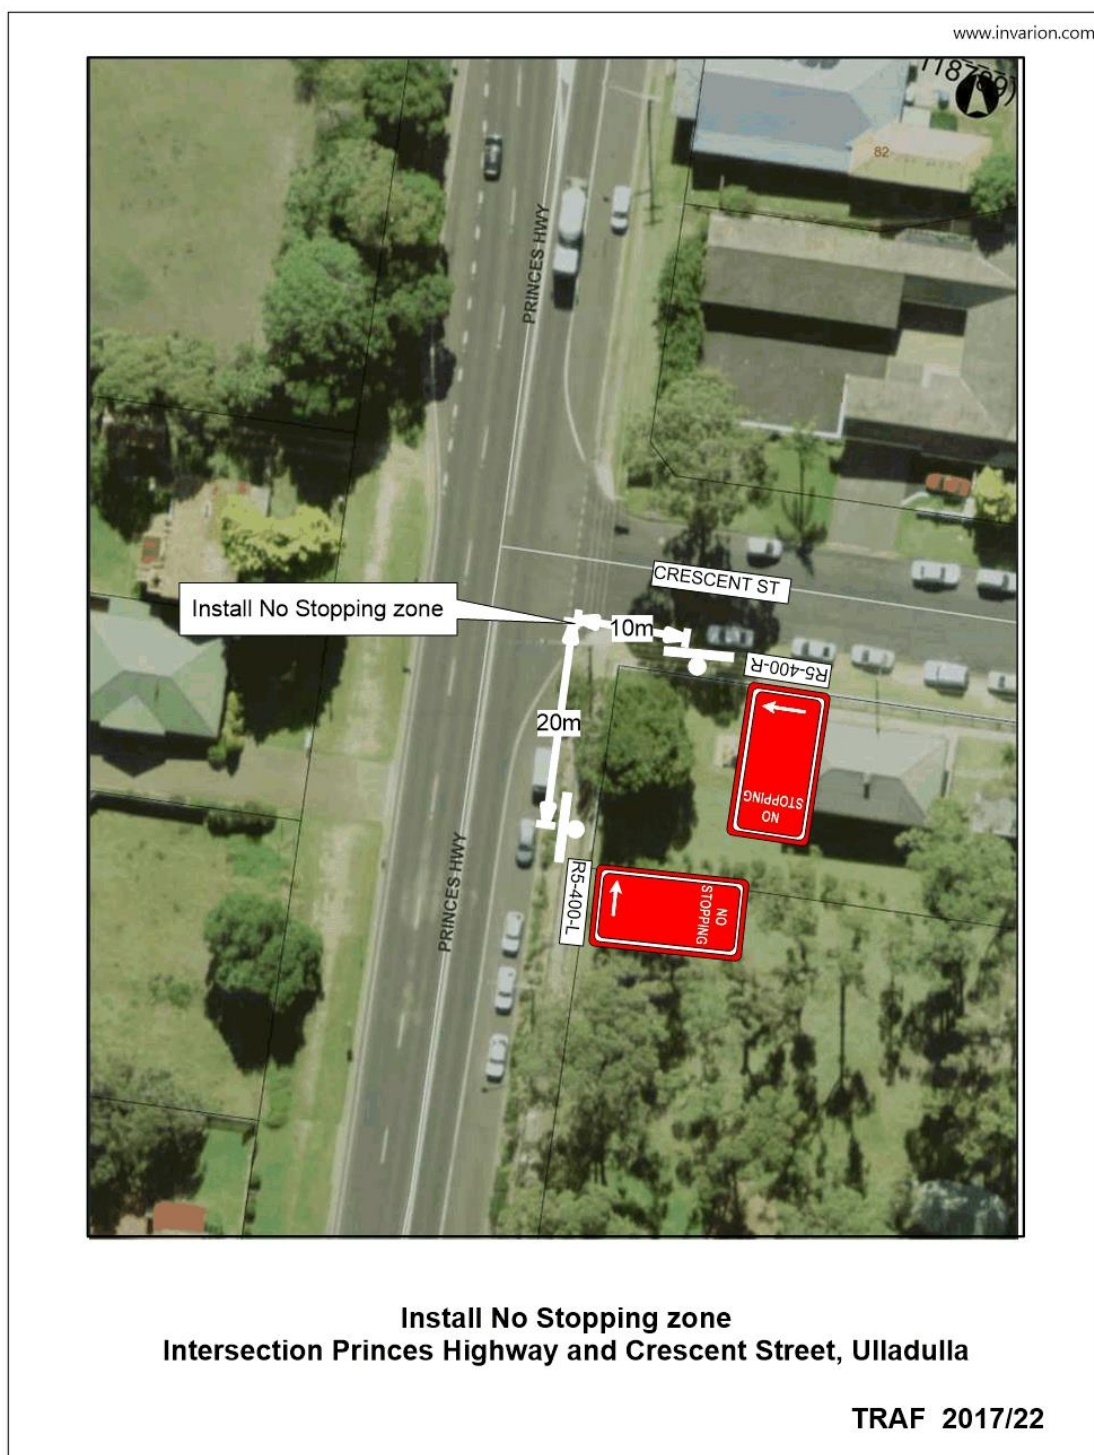 www.invarion.com
82
PRINCES HWY
CRESCENT ST
Install No Stopping zone
10m
R5-400-R
20m
NO
STOPPING
PRINCES HWY
R5-400-L
NO
STOPPING
Install No Stopping zone
Intersection Princes Highway and Crescent Street, Ulladulla
TRAF 2017/22